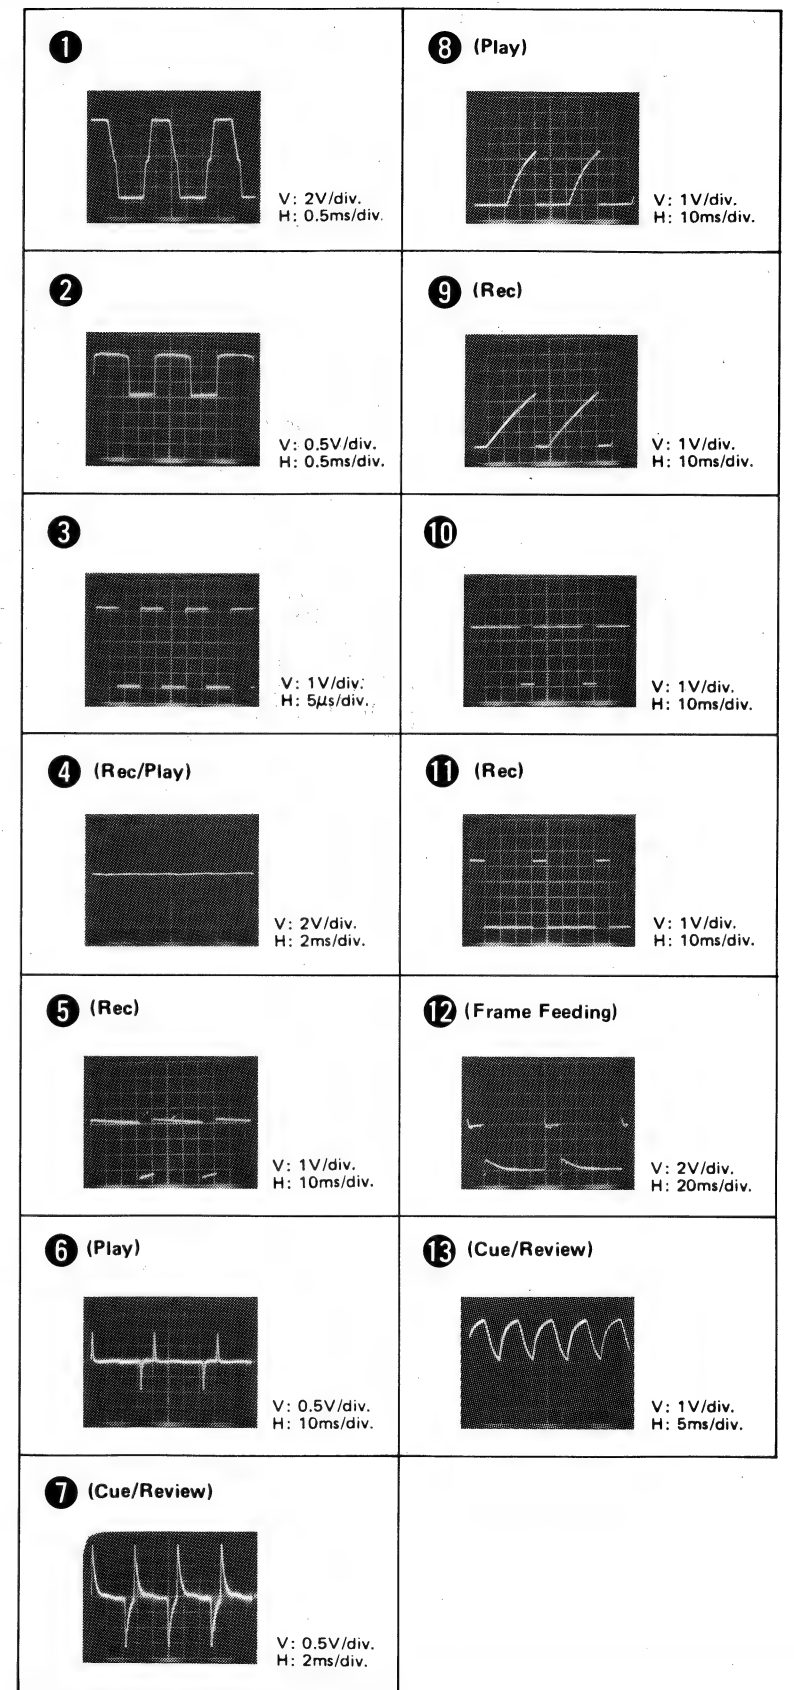 1
V: 2V/div.
H: 0.5ms/div.
2
V: 0.5V/div.
H: 0.5ms/div.
3
V: 1V/div.
H: 5μs/div.
4 (Rec/Play)
V: 2V/div.
H: 2ms/div.
5 (Rec)
V: 1V/div.
H: 10ms/div.
6 (Play)
V: 0.5V/div.
H: 10ms/div.
7 (Cue/Review)
V: 0.5V/div.
H: 2ms/div.
8 (Play)
V: 1V/div.
H: 10ms/div.
9 (Rec)
V: 1V/div.
H: 10ms/div.
10
V: 1V/div.
H: 10ms/div.
11 (Rec)
V: 1V/div.
H: 10ms/div.
12 (Frame Feeding)
V: 2V/div.
H: 20ms/div.
13 (Cue/Review)
V: 1V/div.
H: 5ms/div.